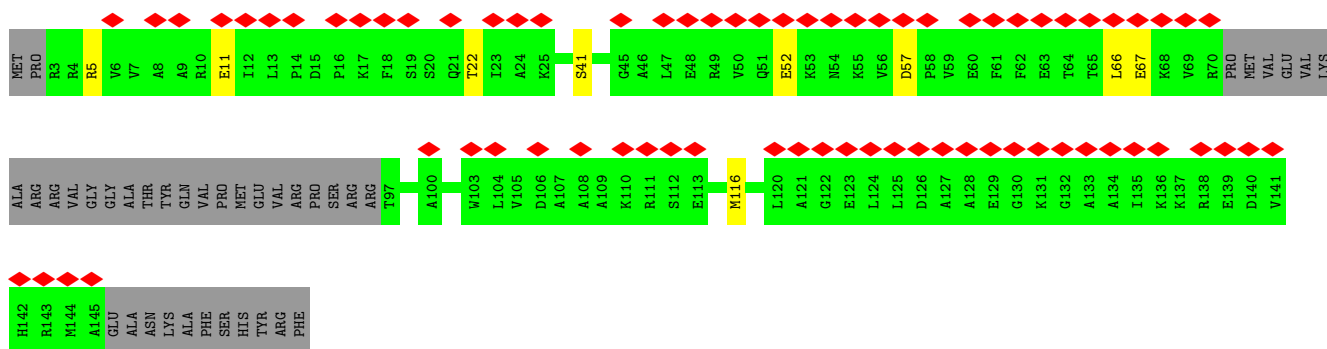 MET PRO R3 R4 R5 V6 V7 A8 A9 R10 E11 I12 L13 P14 D15 P16 K17 F18 S19 S20 Q21 T22 I23 A24 K25 S41 G45 A46 L47 E48 R49 V50 Q51 E52 K53 N54 K55 V56 D57 P58 V59 E60 F61 F62 E63 T64 T65 L66 E67 K68 V69 R70 PRO MET VAL GLU VAL LYS
ALA ARG ARG VAL GLY GLY ALA THR TYR GLN VAL PRO MET GLU VAL ARG PRO SER ARG ARG T97 A100 W103 L104 V105 D106 A107 A108 A109 K110 R111 S112 E113 M116 L120 A121 G122 E123 L124 L125 D126 A127 A128 E129 G130 K131 G132 A133 A134 I135 K136 K137 R138 E139 D140 V141
H142 R143 M144 A145 GLU ALA ASN LYS ALA PHE SER HIS TYR ARG PHE